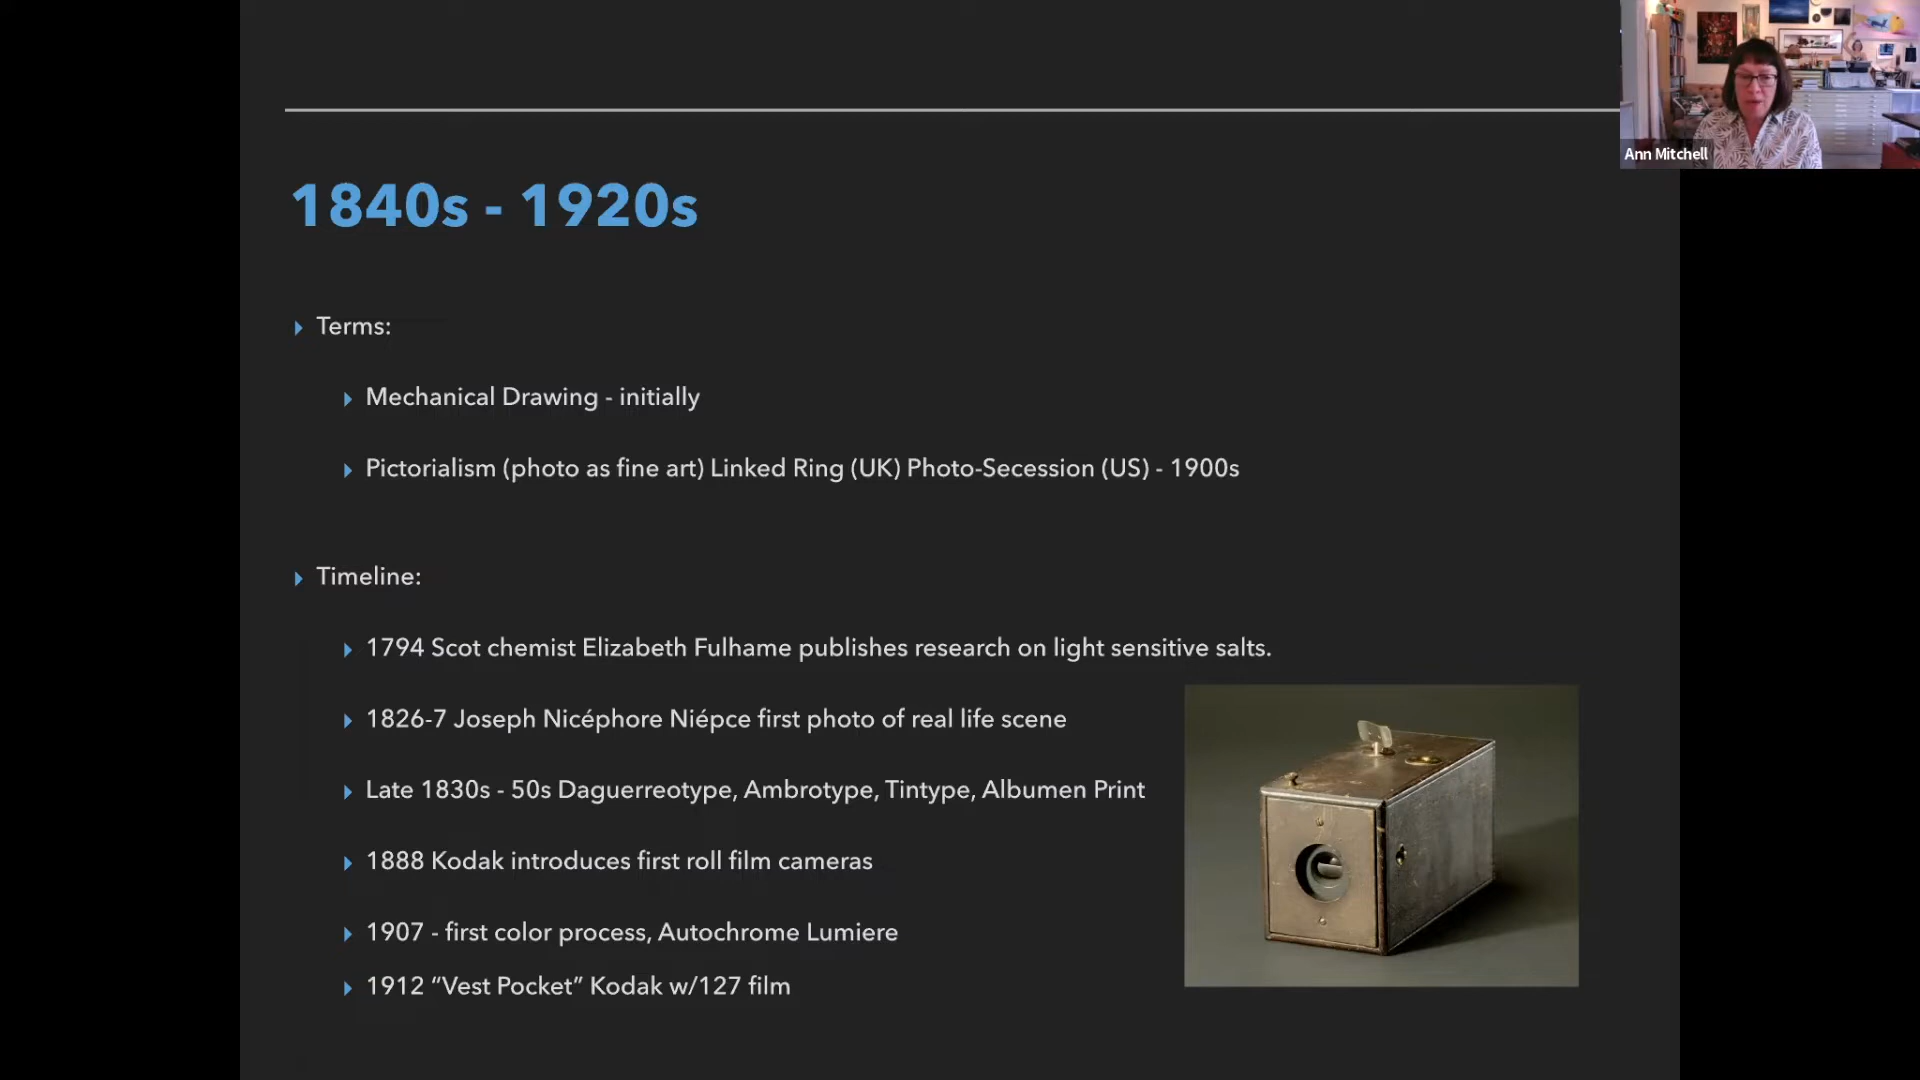 Ann Mitchell
1840s - 1920s
Terms:
Mechanical Drawing - initially
Pictorialism (photo as fine art) Linked Ring (UK) Photo-Secession (US) - 1900s
Timeline:
1794 Scot chemist Elizabeth Fulhame publishes research on light sensitive salts.
1826-7 Joseph Nicéphore Niépce first photo of real life scene
Late 1830s - 50s Daguerreotype, Ambrotype, Tintype, Albumen Print
1888 Kodak introduces first roll film cameras
1907 - first color process, Autochrome Lumiere
1912 “Vest Pocket” Kodak w/127 film